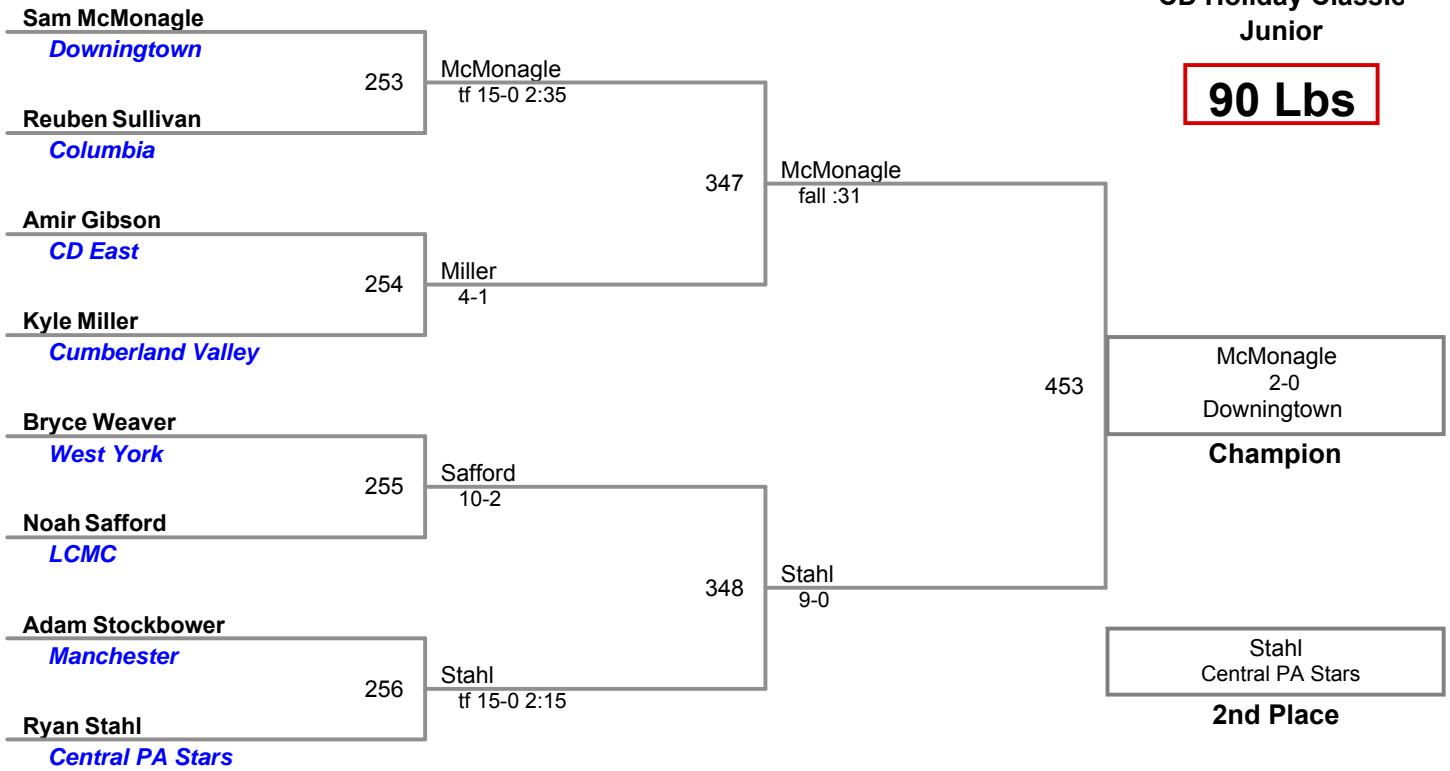 Holiday Classic
Junior
90 Lbs
Sam McMonagle
Downingtown
253
McMonagle
tf 15-0 2:35
Reuben Sullivan
Columbia
347
McMonagle
fall :31
Amir Gibson
CD East
254
Miller
4-1
Kyle Miller
Cumberland Valley
453
McMonagle
2-0
Downingtown
Champion
Bryce Weaver
West York
255
Safford
10-2
Noah Safford
LCMC
348
Stahl
9-0
Adam Stockbower
Manchester
256
Stahl
tf 15-0 2:15
Ryan Stahl
Central PA Stars
Stahl
Central PA Stars
2nd Place